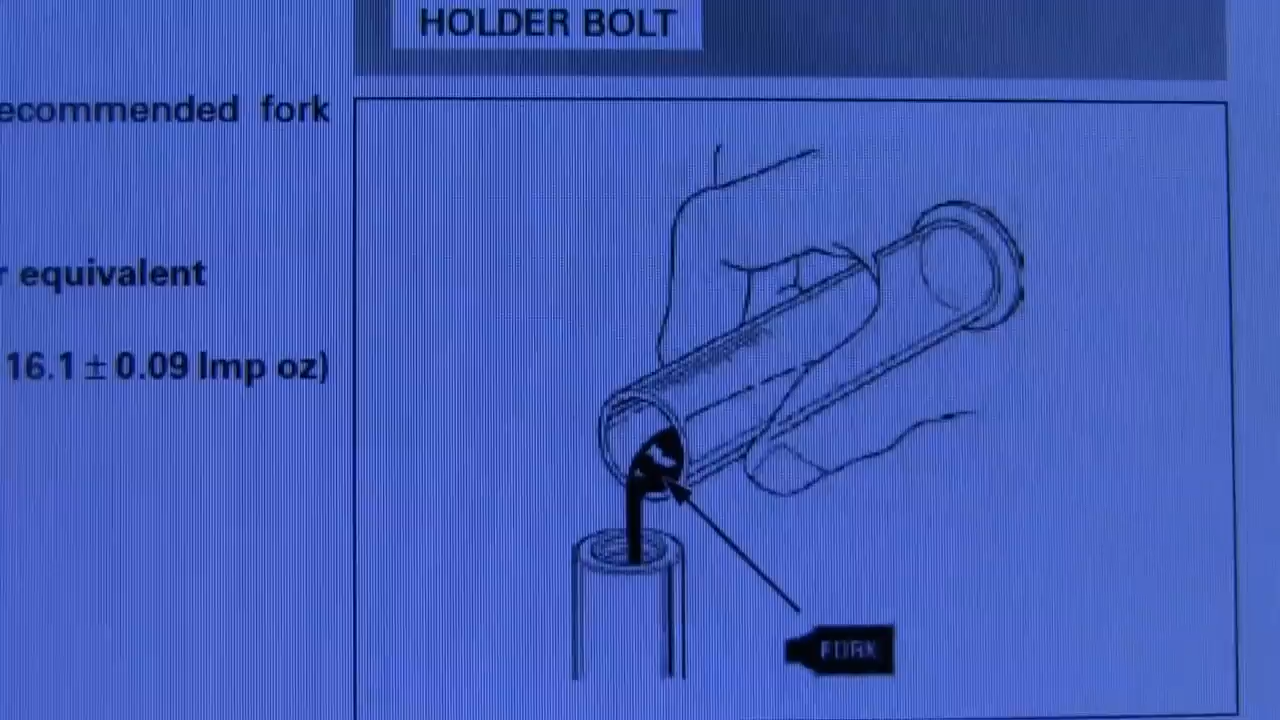 HOLDER BOLT
ecommended fork
r equivalent
16.1 ± 0.09 Imp oz)
FORK